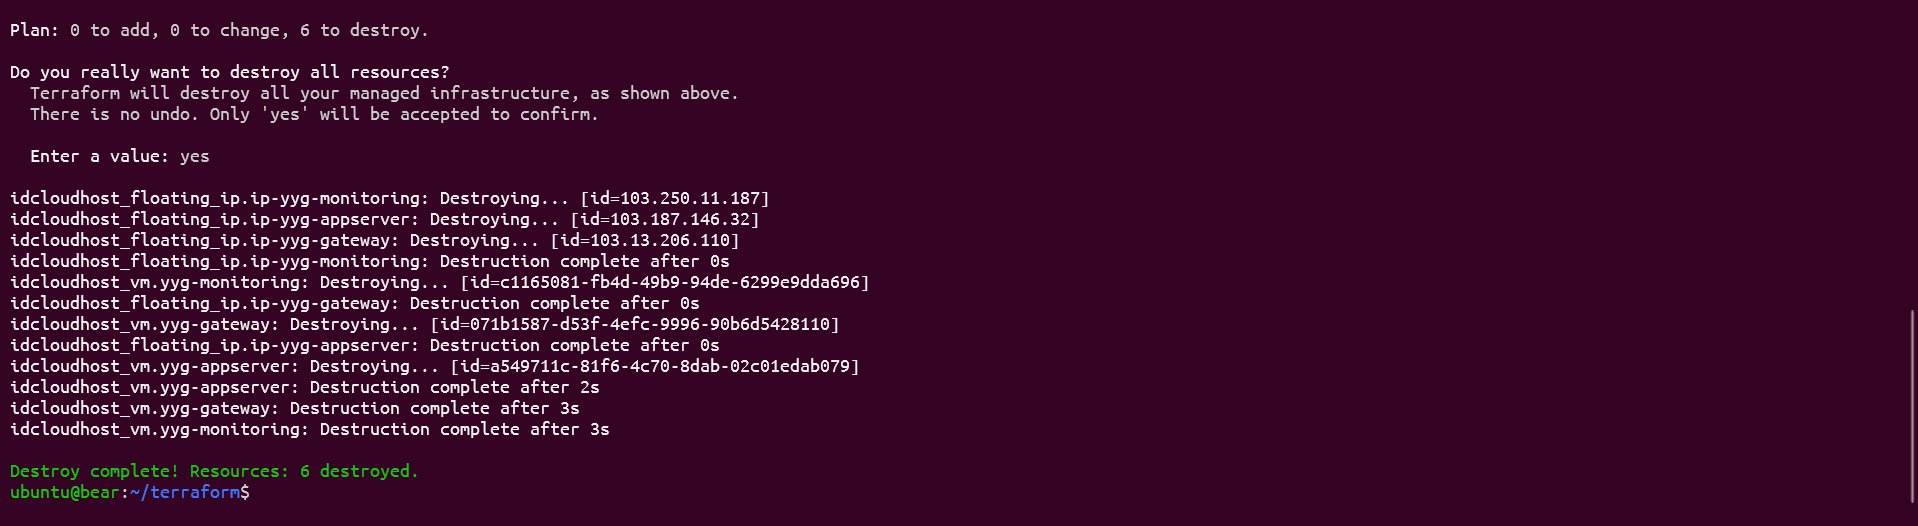 Plan: 0 to add, 0 to change, 6 to destroy.
Do you really want to destroy all resources?
Terraform will destroy all your managed infrastructure, as shown above.
There is no undo. Only 'yes' will be accepted to confirm.
Enter a value: yes
idcloudhost_floating_ip.ip-yyg-monitoring: Destroying... [id=103.250.11.187]
idcloudhost_floating_ip.ip-yyg-appserver: Destroying... [id=103.187.146.32]
idcloudhost_floating_ip.ip-yyg-gateway: Destroying... [id=103.13.206.110]
idcloudhost_floating_ip.ip-yyg-monitoring: Destruction complete after 0s
idcloudhost_vm.yyg-monitoring: Destroying... [id=c1165081-fb4d-49b9-94de-6299e9dda696]
idcloudhost_floating_ip.ip-yyg-gateway: Destruction complete after 0s
idcloudhost_vm.yyg-gateway: Destroying... [id=071b1587-d53f-4efc-9996-90b6d5428110]
idcloudhost_floating_ip.ip-yyg-appserver: Destruction complete after 0s
idcloudhost_vm.yyg-appserver: Destroying... [id=a549711c-81f6-4c70-8dab-02c01edab079]
idcloudhost_vm.yyg-appserver: Destruction complete after 2s
idcloudhost_vm.yyg-gateway: Destruction complete after 3s
idcloudhost_vm.yyg-monitoring: Destruction complete after 3s
Destroy complete! Resources: 6 destroyed.
ubuntu@bear:~/terraform$